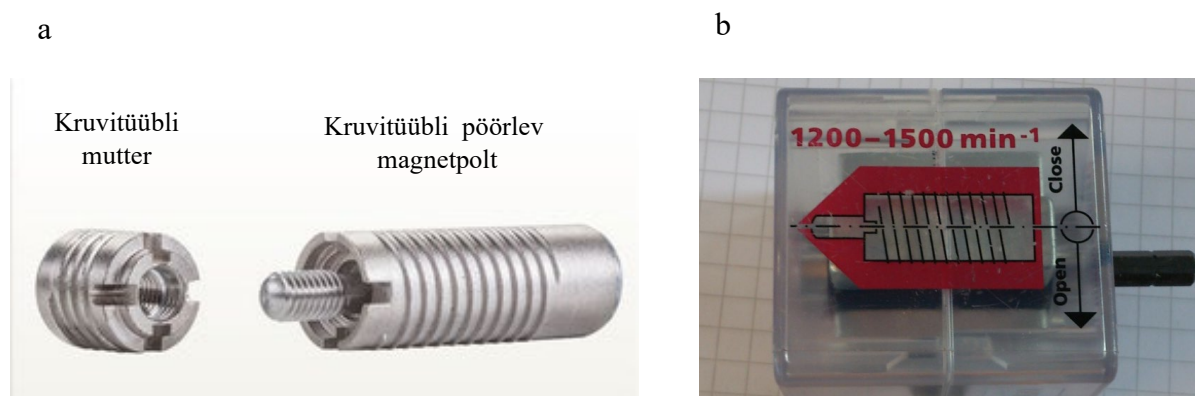 a
b
Kruvitüübli
mutter
Kruvitüübli pöörlev
magnetpolt
1200–1500 min⁻¹
Close
Open